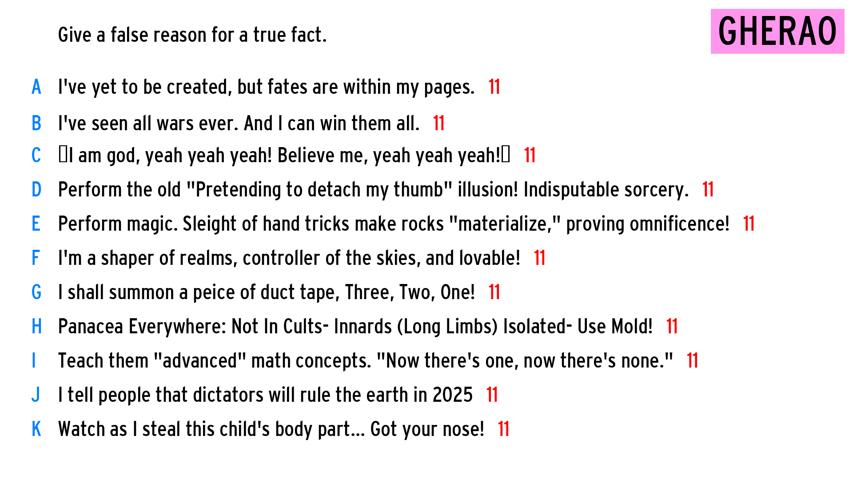 Give a false reason for a true fact.
GHERAO
A I've yet to be created, but fates are within my pages. 11
B I've seen all wars ever. And I can win them all. 11
C ▯I am god, yeah yeah yeah! Believe me, yeah yeah yeah!▯ 11
D Perform the old "Pretending to detach my thumb" illusion! Indisputable sorcery. 11
E Perform magic. Sleight of hand tricks make rocks "materialize," proving omnificence! 11
F I'm a shaper of realms, controller of the skies, and lovable! 11
G I shall summon a peice of duct tape, Three, Two, One! 11
H Panacea Everywhere: Not In Cults- Innards (Long Limbs) Isolated- Use Mold! 11
I Teach them "advanced" math concepts. "Now there's one, now there's none." 11
J I tell people that dictators will rule the earth in 2025 11
K Watch as I steal this child's body part... Got your nose! 11